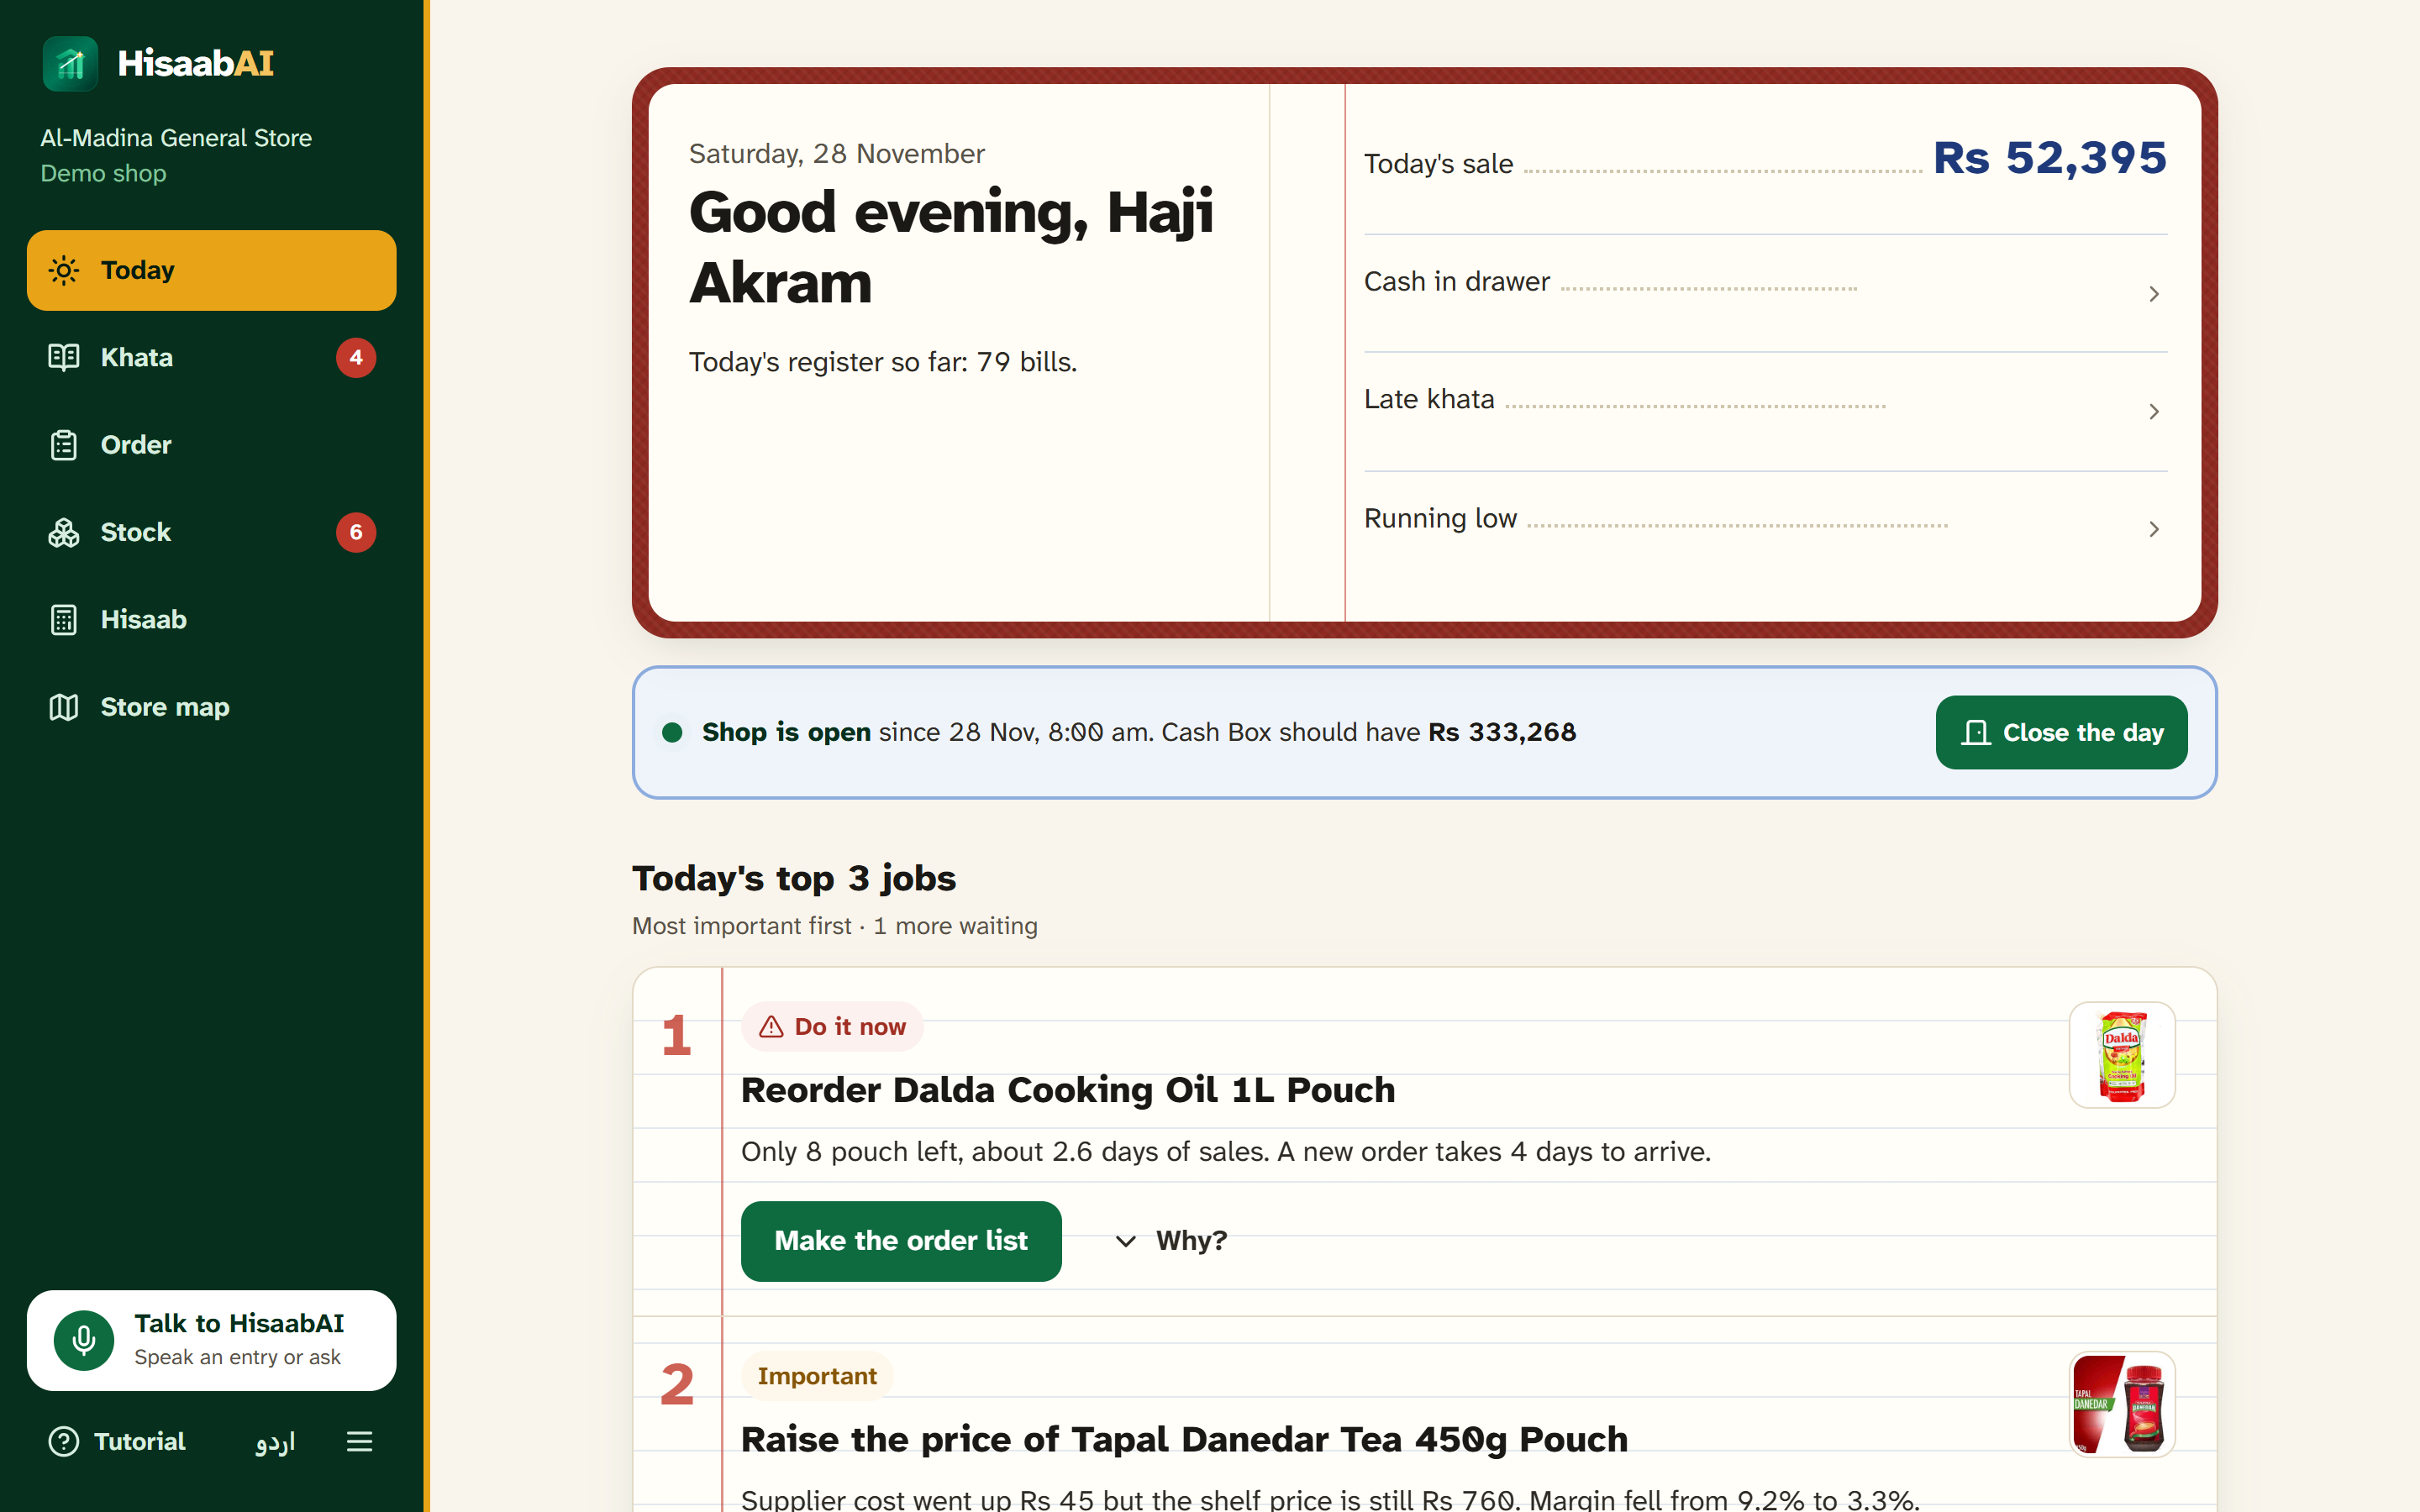 HisaabAI
Al-Madina General Store
Demo shop
Today
Khata 4
Order
Stock 6
Hisaab
Store map
Talk to HisaabAI
Speak an entry or ask
Tutorial اردو
Saturday, 28 November
Good evening, Haji
Akram
Today's register so far: 79 bills.
Today's sale Rs 52,395
Cash in drawer
Late khata
Running low
Shop is open since 28 Nov, 8:00 am. Cash Box should have Rs 333,268
Close the day
Today's top 3 jobs
Most important first · 1 more waiting
1
Do it now
Reorder Dalda Cooking Oil 1L Pouch
Only 8 pouch left, about 2.6 days of sales. A new order takes 4 days to arrive.
Make the order list
Why?
Dalda
Cooking Oil
2
Important
Raise the price of Tapal Danedar Tea 450g Pouch
Supplier cost went up Rs 45 but the shelf price is still Rs 760. Margin fell from 9.2% to 3.3%.
TAPAL
DANEDAR